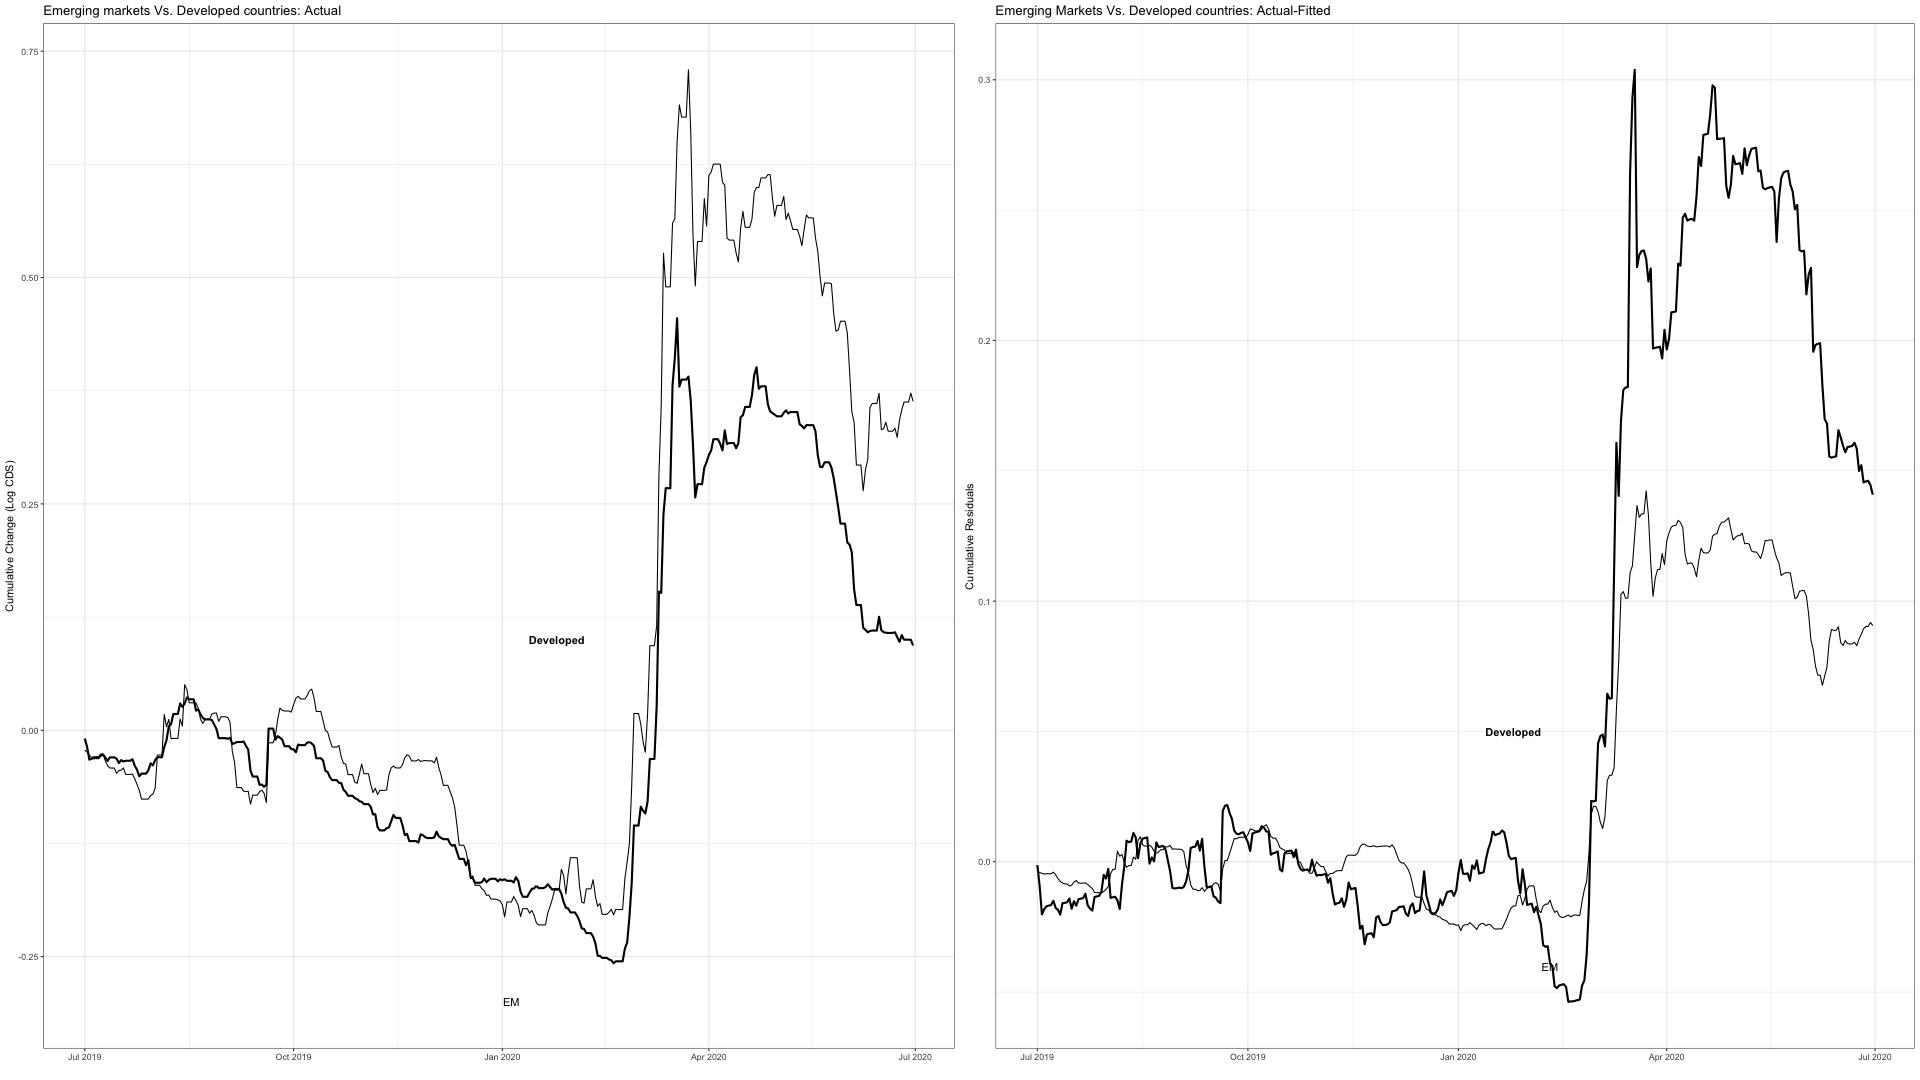 Emerging markets Vs. Developed countries: Actual
0.75
0.50
0.25
0.00
-0.25
Cumulative Change (Log CDS)
Developed
EM
Jul 2019
Oct 2019
Jan 2020
Apr 2020
Jul 2020
Emerging Markets Vs. Developed countries: Actual-Fitted
0.3
0.2
0.1
0.0
Cumulative Residuals
Developed
EM
Jul 2019
Oct 2019
Jan 2020
Apr 2020
Jul 2020